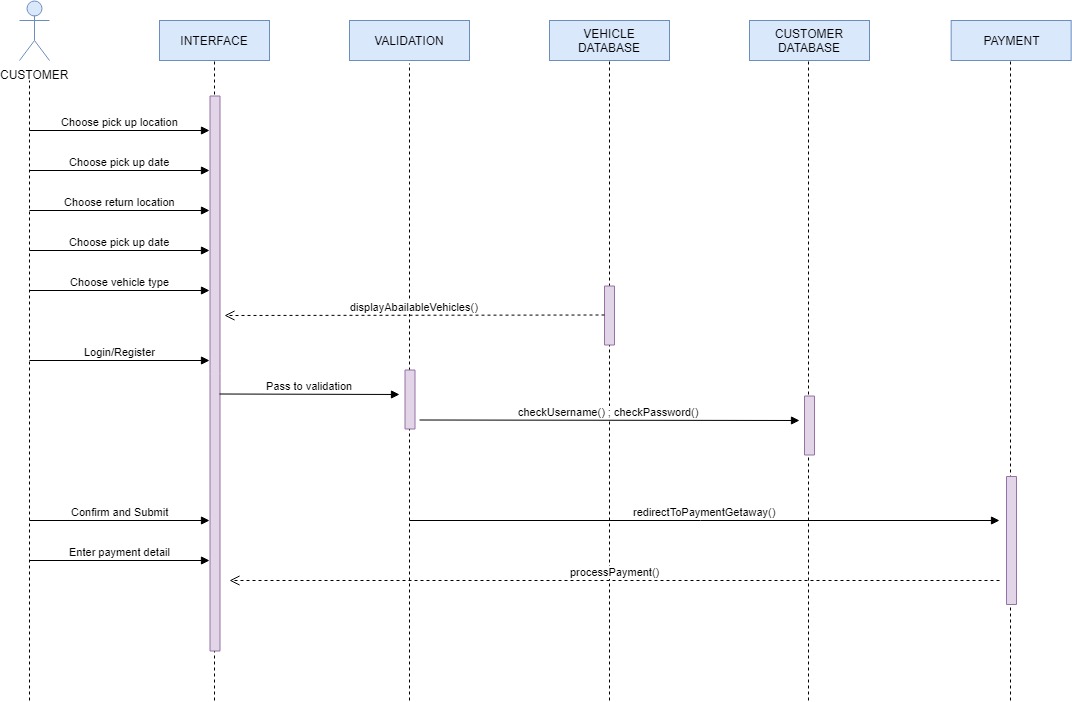 CUSTOMER
INTERFACE
VALIDATION
VEHICLE
DATABASE
CUSTOMER
DATABASE
PAYMENT
Choose pick up location
Choose pick up date
Choose return location
Choose pick up date
Choose vehicle type
displayAbailableVehicles()
Login/Register
Pass to validation
checkUsername() ; checkPassword()
Confirm and Submit
redirectToPaymentGetaway()
Enter payment detail
processPayment()